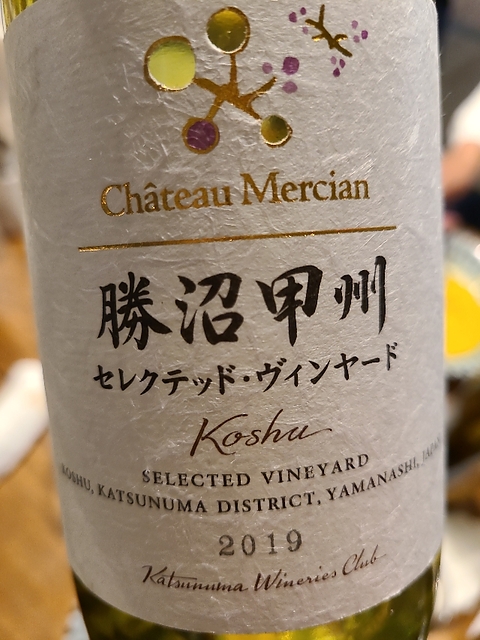 Château Mercian
勝沼甲州
セレクテッド・ヴィンヤード
Koshu
SELECTED VINEYARD
KOSHU, KATSUNUMA DISTRICT, YAMANASHI, JAPAN
2019
Katsunuma Wineries Club